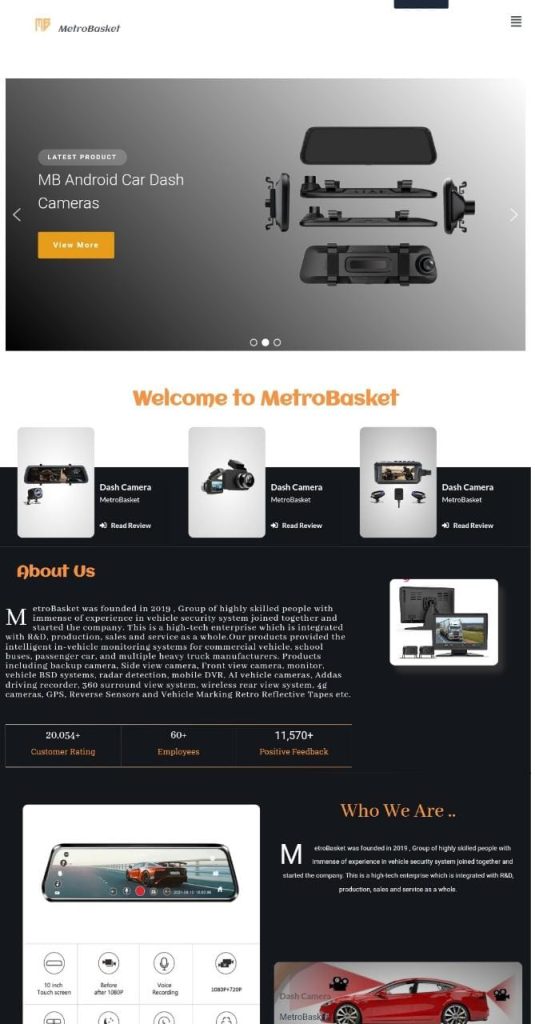 MB MetroBasket
LATEST PRODUCT
MB Android Car Dash
Cameras
View More
Welcome to MetroBasket
Dash Camera
MetroBasket
Read Review
Dash Camera
MetroBasket
Read Review
Dash Camera
MetroBasket
Read Review
About Us
MetroBasket was founded in 2019 , Group of highly skilled people with
immense of experience in vehicle security system joined together and
started the company. This is a high-tech enterprise which is integrated
with R&D, production, sales and service as a whole.Our products provided the
intelligent in-vehicle monitoring systems for commercial vehicle, school
buses, passenger car, and multiple heavy truck manufacturers. Products
including backup camera, Side view camera, Front view camera, monitor,
vehicle BSD systems, radar detection, mobile DVR, AI vehicle cameras, Addas
driving recorder, 360 surround view system, wireless rear view system, 4g
cameras, GPS, Reverse Sensors and Vehicle Marking Retro Reflective Tapes etc.
20.054+
Customer Rating
60+
Employees
11,570+
Positive Feedback
Who We Are ..
MetroBasket was founded in 2019 , Group of highly skilled people with
immense of experience in vehicle security system joined together and
started the company. This is a high-tech enterprise which is integrated with R&D,
production, sales and service as a whole.
10 inch
Touch screen
Before
after 1080P
Voice
Recording
1080P+720P
Dash Camera
MetroBasket